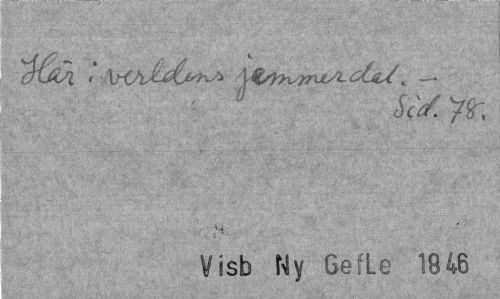 Här i verldens jemmerdal. —
Sid. 78.
Visb Ny Gefle 1846